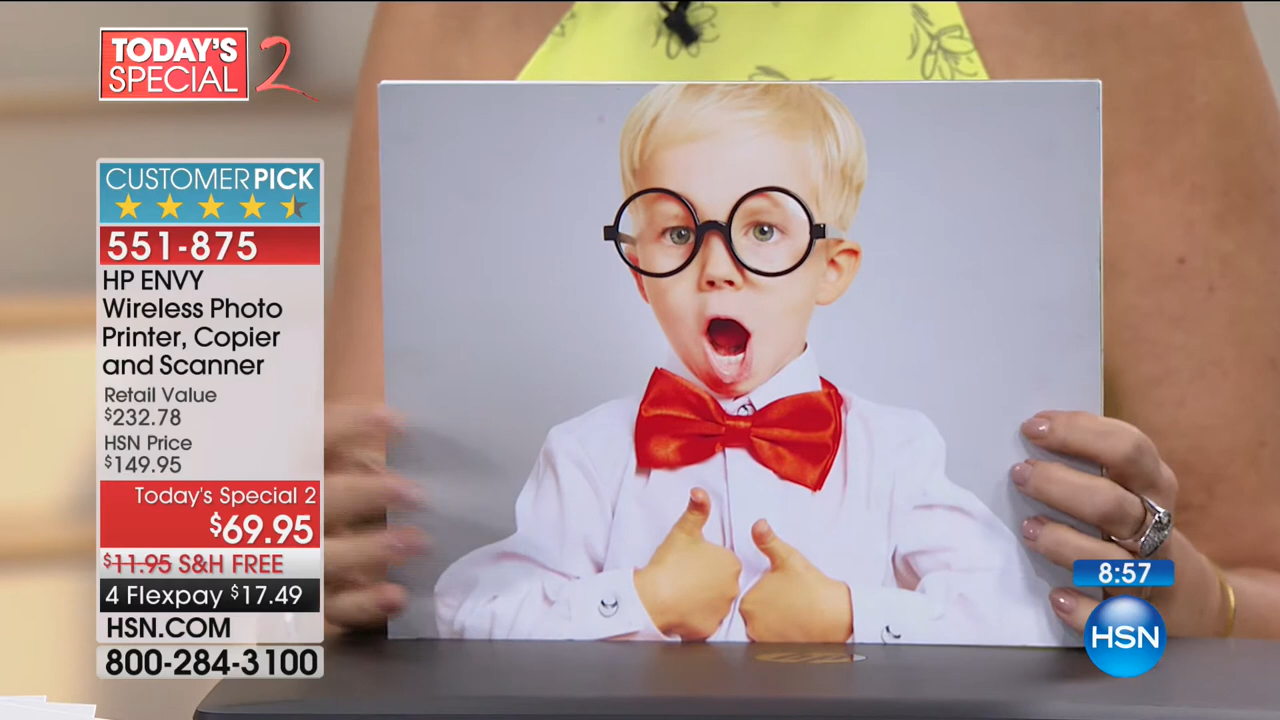 TODAY'S
SPECIAL 2
CUSTOMER PICK
551-875
HP ENVY
Wireless Photo
Printer, Copier
and Scanner
Retail Value
$232.78
HSN Price
$149.95
Today's Special 2
$69.95
$11.95 S&H FREE
4 Flexpay $17.49
HSN.COM
800-284-3100
8:57
HSN